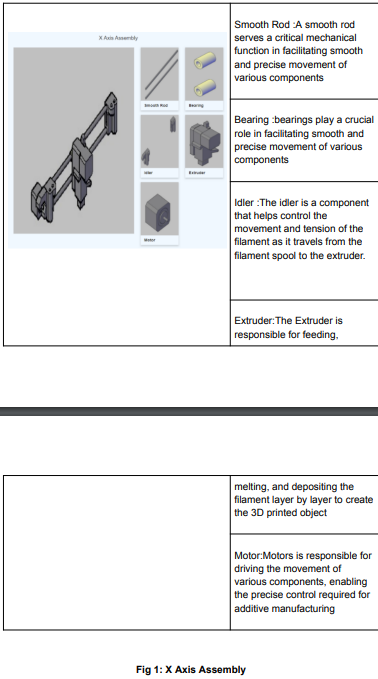 X Axis Assembly
Smooth Rod
Bearing
Idler
Extruder
Motor
Smooth Rod :A smooth rod
serves a critical mechanical
function in facilitating smooth
and precise movement of
various components
Bearing :bearings play a crucial
role in facilitating smooth and
precise movement of various
components
Idler :The idler is a component
that helps control the
movement and tension of the
filament as it travels from the
filament spool to the extruder.
Extruder:The Extruder is
responsible for feeding,
melting, and depositing the
filament layer by layer to create
the 3D printed object
Motor:Motors is responsible for
driving the movement of
various components, enabling
the precise control required for
additive manufacturing
Fig 1: X Axis Assembly